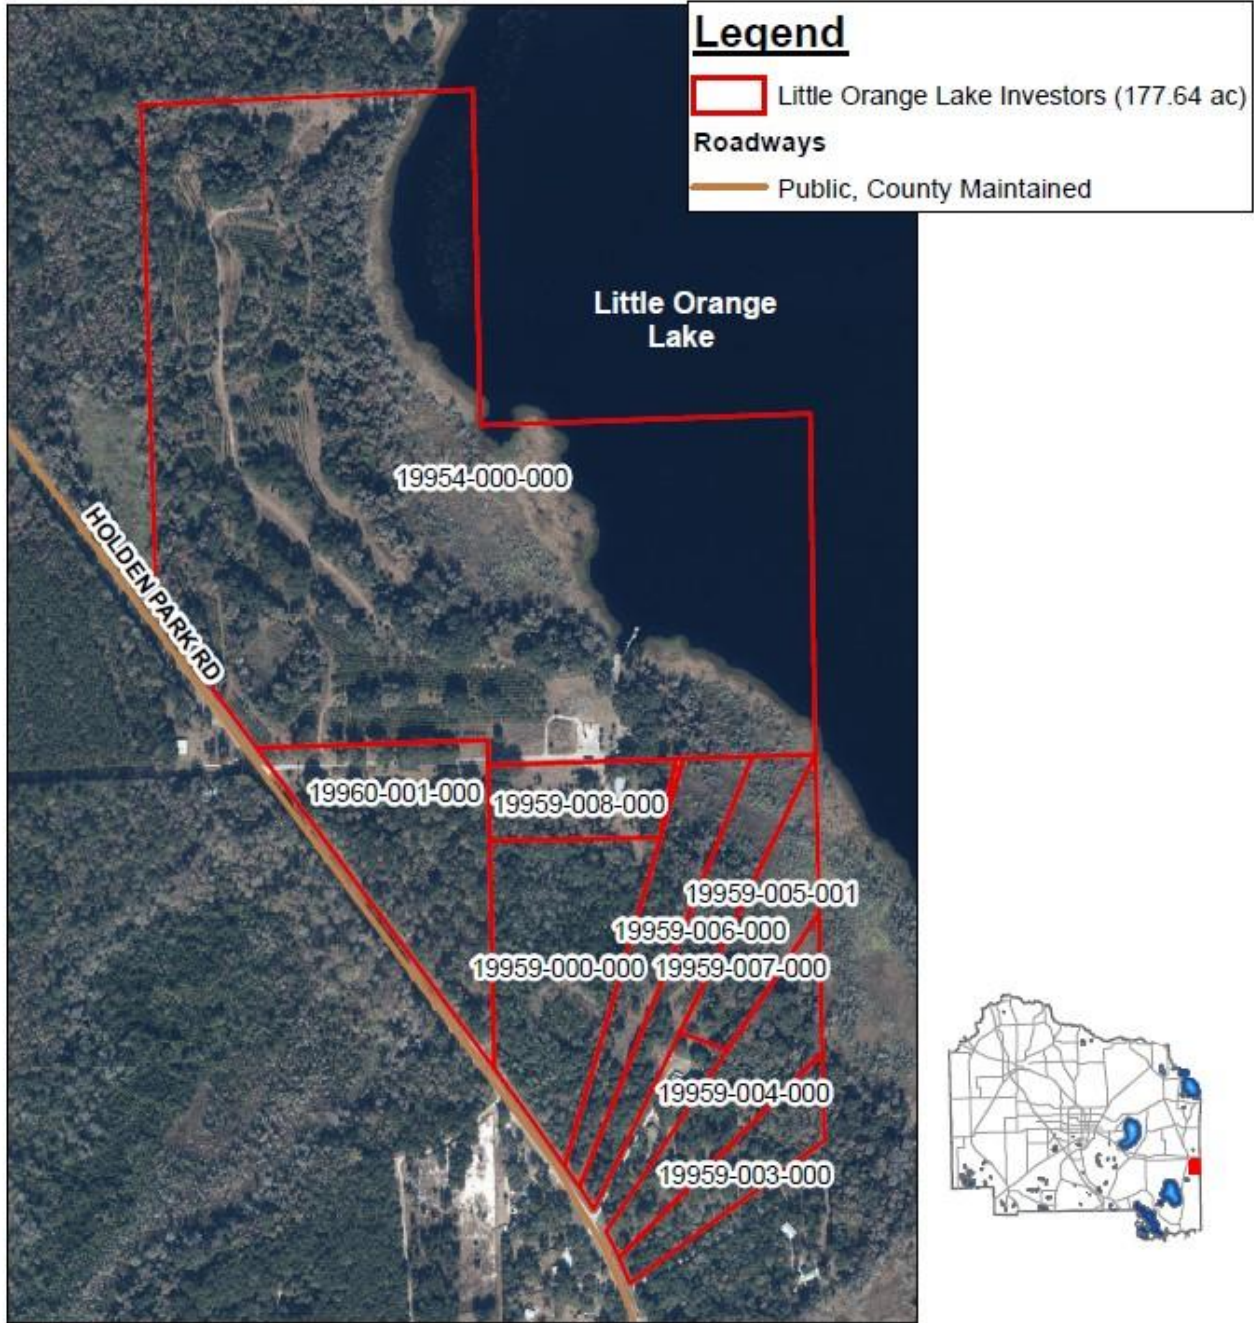 Legend
Little Orange Lake Investors (177.64 ac)
Roadways
Public, County Maintained
Little Orange
Lake
19954-000-000
HOLDEN PARK RD
19960-001-000
19959-008-000
19959-005-001
19959-006-000
19959-000-000
19959-007-000
19959-004-000
19959-003-000